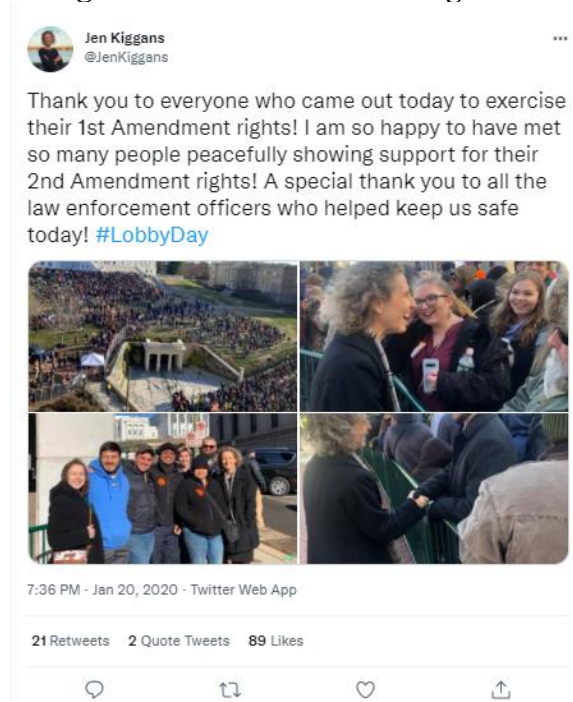 Jen Kiggans
@JenKiggans
Thank you to everyone who came out today to exercise
their 1st Amendment rights! I am so happy to have met
so many people peacefully showing support for their
2nd Amendment rights! A special thank you to all the
law enforcement officers who helped keep us safe
today! #LobbyDay
7:36 PM · Jan 20, 2020 · Twitter Web App
21 Retweets 2 Quote Tweets 89 Likes